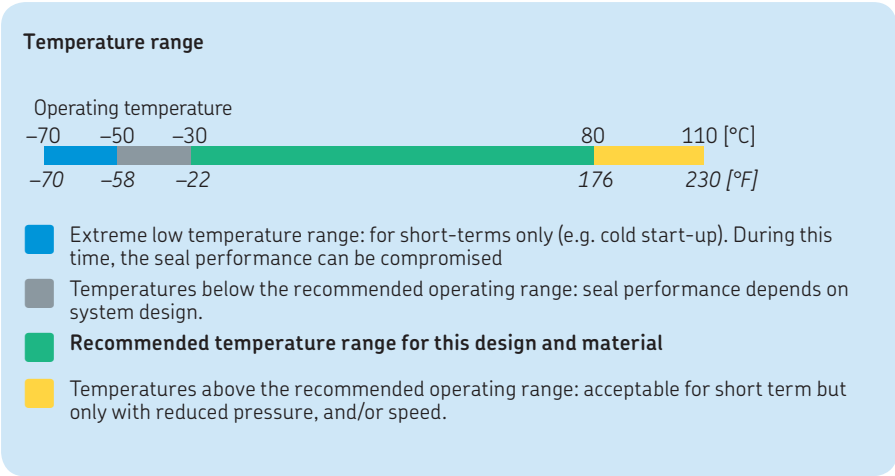 Temperature range
Operating temperature
–70 –50 –30 80 110 [°C]
–70 –58 –22 176 230 [°F]
Extreme low temperature range: for short-terms only (e.g. cold start-up). During this
time, the seal performance can be compromised
Temperatures below the recommended operating range: seal performance depends on
system design.
Recommended temperature range for this design and material
Temperatures above the recommended operating range: acceptable for short term but
only with reduced pressure, and/or speed.